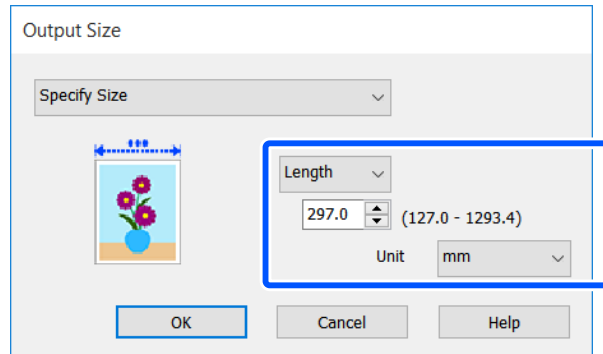 Output Size
Specify Size
Length
297.0 (127.0 - 1293.4)
Unit mm
OK Cancel Help